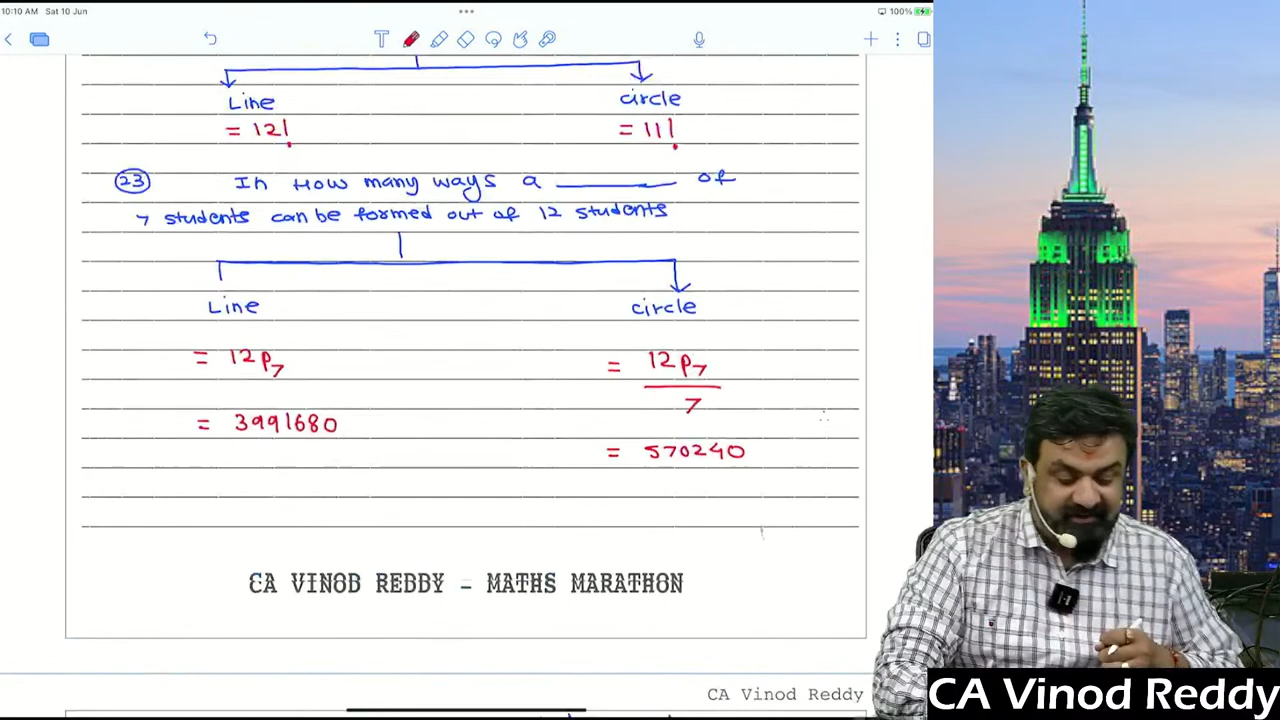 10:10 AM Sat 10 Jun
100%
T
Line
circle
= 12!
= 11!
23 In How many ways a ________ of
7 students can be formed out of 12 students
Line
circle
= 12P7
= 12P7
7
= 3991680
= 570240
CA VINOD REDDY – MATHS MARATHON
CA Vinod Reddy
CA Vinod Reddy